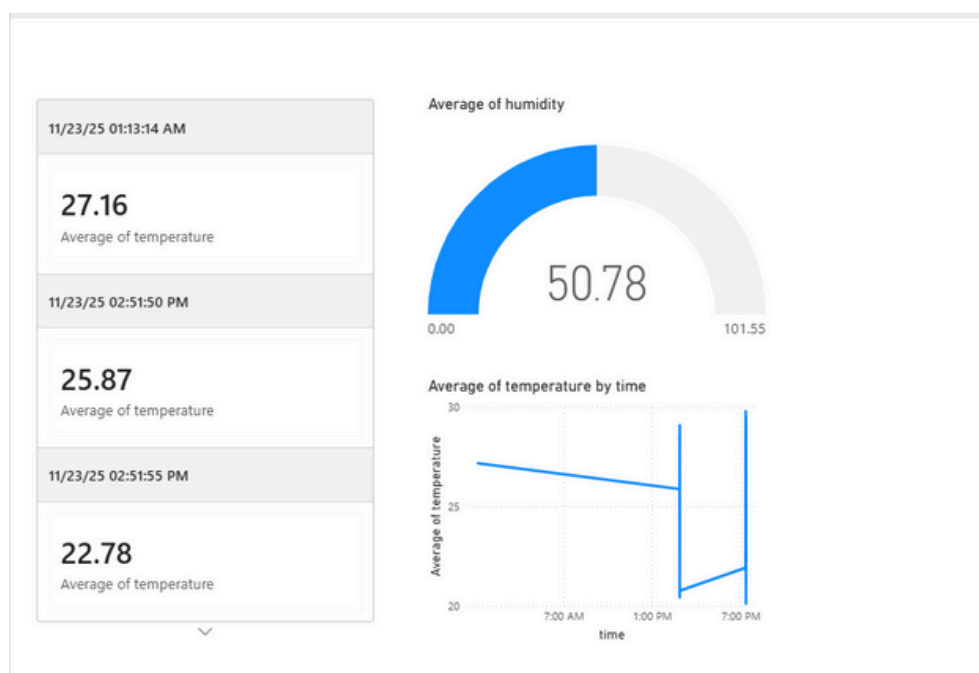 11/23/25 01:13:14 AM
27.16
Average of temperature
11/23/25 02:51:50 PM
25.87
Average of temperature
11/23/25 02:51:55 PM
22.78
Average of temperature
Average of humidity
50.78
0.00
101.55
Average of temperature by time
Average of temperature
30
25
20
7:00 AM
1:00 PM
7:00 PM
time